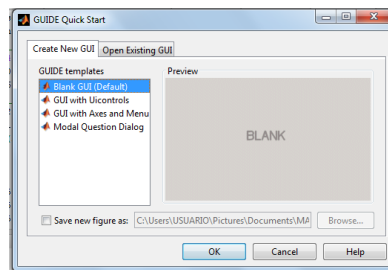 GUIDE Quick Start
Create New GUI Open Existing GUI
GUIDE templates Preview
Blank GUI (Default)
GUI with Uicontrols
GUI with Axes and Menu
Modal Question Dialog
BLANK
Save new figure as: C:\Users\USUARIO\Pictures\Documents\MA Browse...
OK Cancel Help